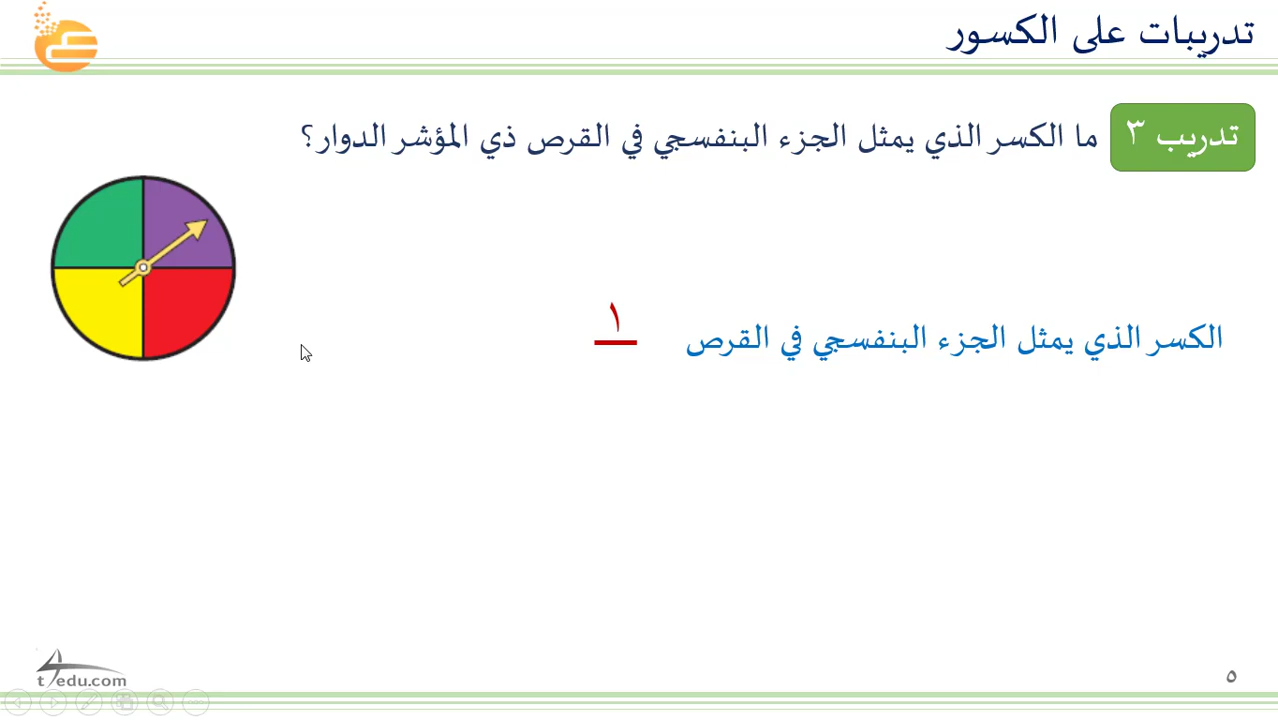 تدريبات على الكسور
تدريب ٣
ما الكسر الذي يمثل الجزء البنفسجي في القرص ذي المؤشر الدوار؟
الكسر الذي يمثل الجزء البنفسجي في القرص
١
t4edu.com
٥